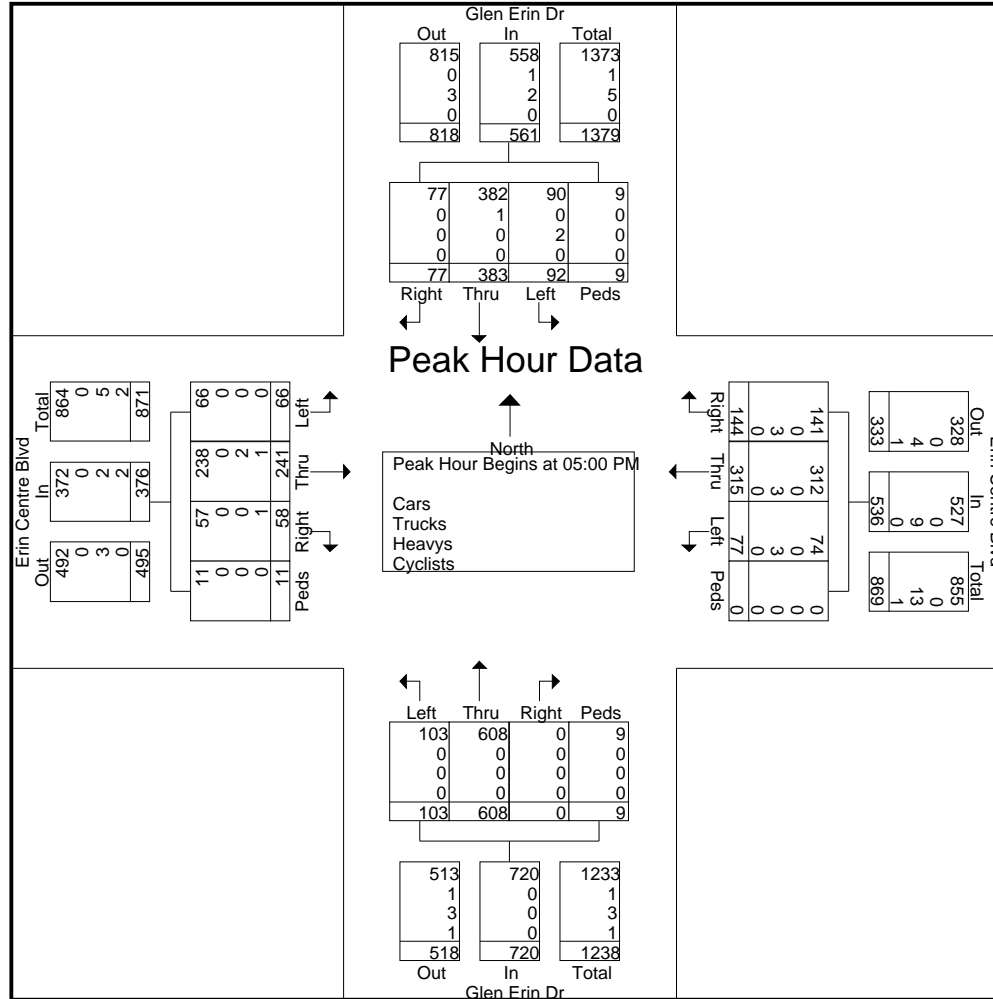 Glen Erin Dr
Out In Total
815 558 1373
0 1 1
3 2 5
0 0 0
818 561 1379
77 382 90 9
0 1 0 0
0 0 2 0
0 0 0 0
77 383 92 9
Right Thru Left Peds
Peak Hour Data
Erin Centre Blvd
Total 864 0 5 2 871
In 372 0 2 2 376
Out 492 0 3 0 495
66 0 0 0 66 Left
238 0 2 1 241 Thru
57 0 0 1 58 Right
11 0 0 0 11 Peds
North
Peak Hour Begins at 05:00 PM
Cars
Trucks
Heavys
Cyclists
Right 144 0 3 0 141
Thru 315 0 3 0 312
Left 77 0 3 0 74
Peds 0 0 0 0 0
333 1 4 0 328 Out
536 0 9 0 527 In
869 1 13 0 855 Total
Left Thru Right Peds
103 608 0 9
0 0 0 0
0 0 0 0
0 0 0 0
103 608 0 9
513 720 1233
1 0 1
3 0 3
1 0 1
518 720 1238
Out In Total
Glen Erin Dr